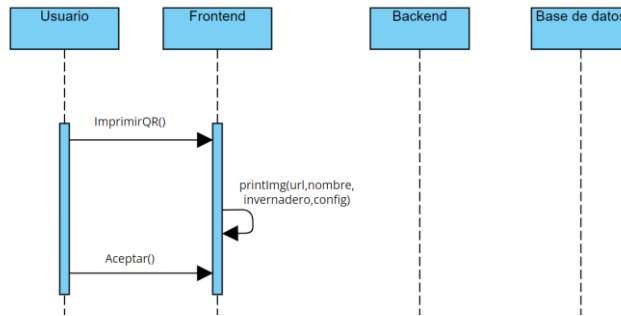 Usuario
Frontend
Backend
Base de datos
ImprimirQR()
printImg(url,nombre,
invernadero,config)
Aceptar()